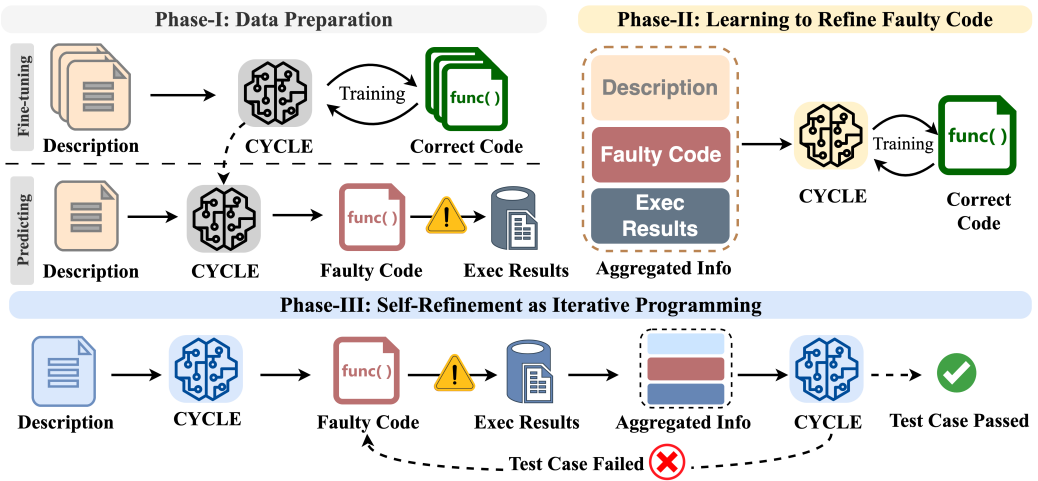 Phase-I: Data Preparation
Fine-tuning
Description
CYCLE
Training
func( )
Correct Code
Predicting
Description
CYCLE
func( )
Faulty Code
!
Exec Results
Phase-II: Learning to Refine Faulty Code
Description
Faulty Code
Exec
Results
Aggregated Info
CYCLE
Training
func( )
Correct
Code
Phase-III: Self-Refinement as Iterative Programming
Description
CYCLE
func( )
Faulty Code
!
Exec Results
Aggregated Info
CYCLE
Test Case Passed
Test Case Failed